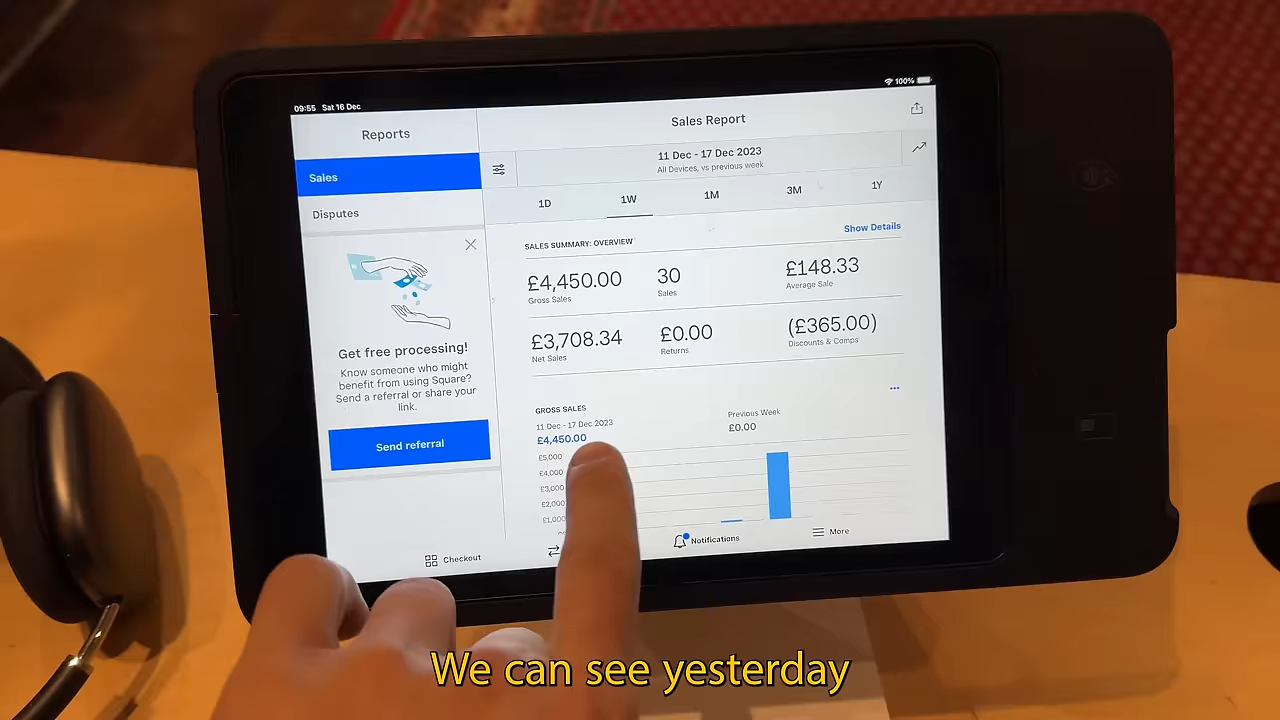 09:55 Sat 16 Dec
100%
Reports
Sales
Disputes
Get free processing!
Know someone who might
benefit from using Square?
Send a referral or share your
link.
Send referral
Sales Report
11 Dec - 17 Dec 2023
All Devices, vs previous week
1D 1W 1M 3M 1Y
SALES SUMMARY: OVERVIEW
Show Details
£4,450.00 30 £148.33
Gross Sales Sales Average Sale
£3,708.34 £0.00 (£365.00)
Net Sales Returns Discounts & Comps
GROSS SALES
11 Dec - 17 Dec 2023 Previous Week
£4,450.00 £0.00
£5,000
£4,000
£3,000
£2,000
£1,000
Checkout Notifications More
We can see yesterday